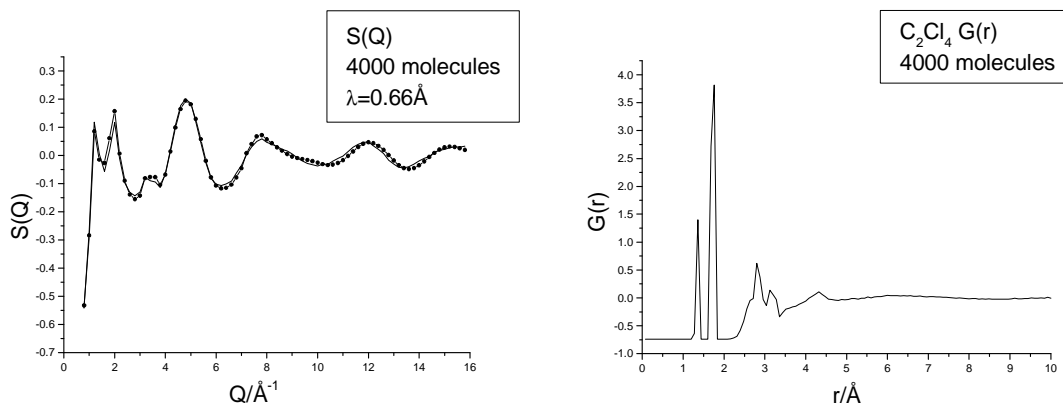 S(Q)
4000 molecules
λ=0.66Å
0.3
0.2
0.1
0.0
-0.1
-0.2
-0.3
-0.4
-0.5
-0.6
-0.7
S(Q)
0 2 4 6 8 10 12 14 16
Q/Å⁻¹
C₂Cl₄ G(r)
4000 molecules
4.0
3.5
3.0
2.5
2.0
1.5
1.0
0.5
0.0
-0.5
-1.0
G(r)
0 1 2 3 4 5 6 7 8 9 10
r/Å